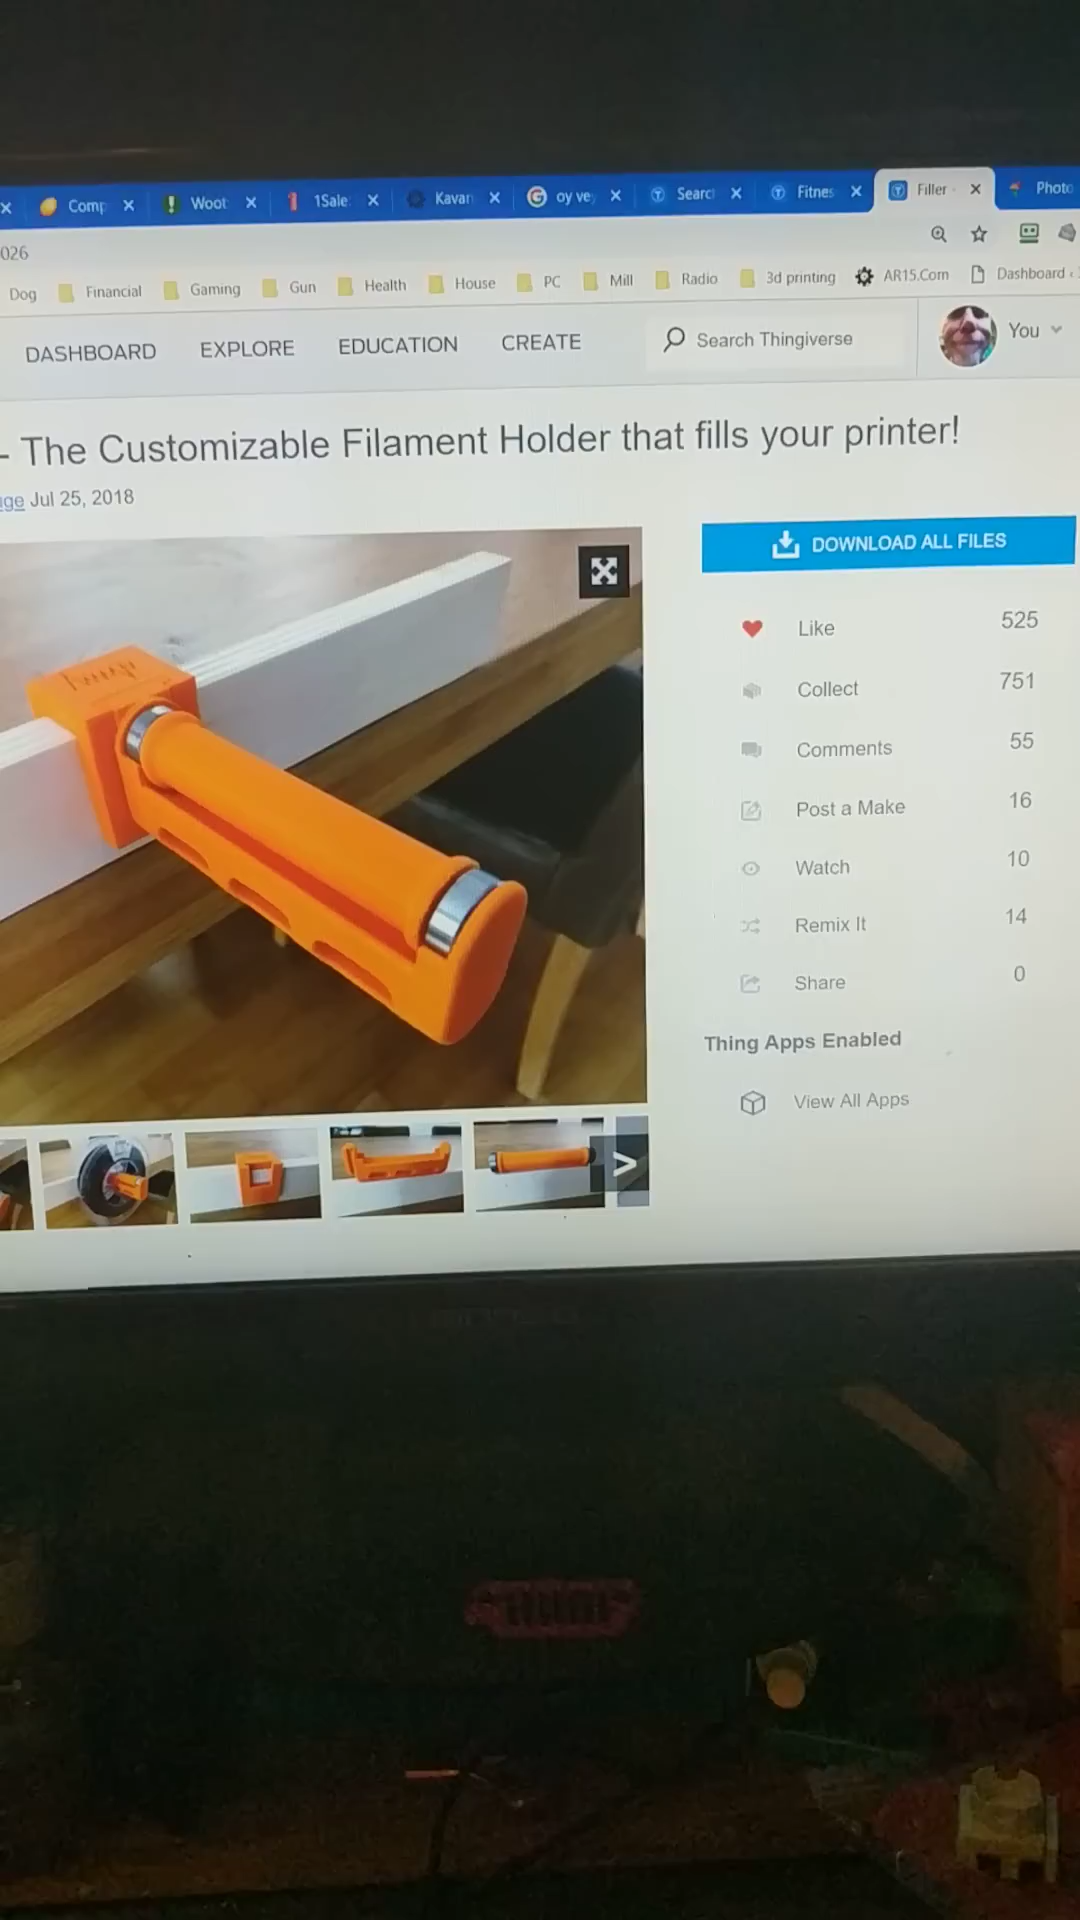 Comp Woot 1Sale Kavan oy vey Searcl Fitnes Filler - Photo
026
Dog Financial Gaming Gun Health House PC Mill Radio 3d printing AR15.Com Dashboard ‹
DASHBOARD EXPLORE EDUCATION CREATE Search Thingiverse You
- The Customizable Filament Holder that fills your printer!
ge Jul 25, 2018
DOWNLOAD ALL FILES
Like 525
Collect 751
Comments 55
Post a Make 16
Watch 10
Remix It 14
Share 0
Thing Apps Enabled
View All Apps